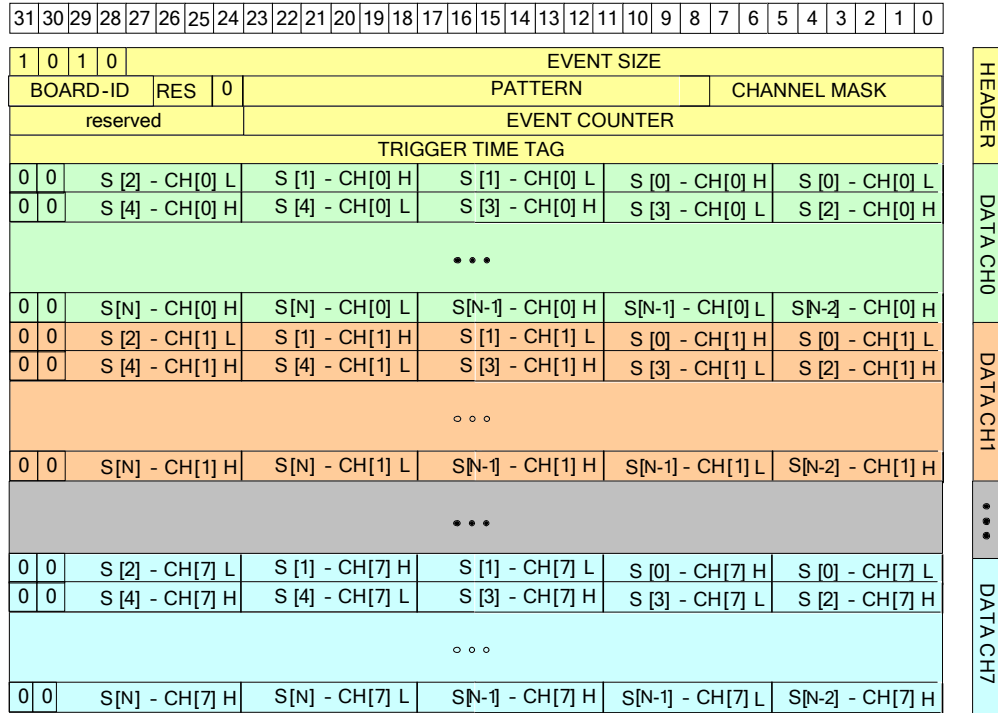 31 30 29 28 27 26 25 24 23 22 21 20 19 18 17 16 15 14 13 12 11 10 9 8 7 6 5 4 3 2 1 0
1 0 1 0 EVENT SIZE
BOARD-ID RES 0 PATTERN CHANNEL MASK
reserved EVENT COUNTER
TRIGGER TIME TAG
HEADER
0 0 S [2] - CH[0] L S [1] - CH[0] H S [1] - CH[0] L S [0] - CH[0] H S [0] - CH[0] L
0 0 S [4] - CH[0] H S [4] - CH[0] L S [3] - CH[0] H S [3] - CH[0] L S [2] - CH[0] H
• • •
0 0 S[N] - CH[0] H S[N] - CH[0] L S[N-1] - CH[0] H S[N-1] - CH[0] L S[N-2] - CH[0] H
DATA CH0
0 0 S [2] - CH[1] L S [1] - CH[1] H S [1] - CH[1] L S [0] - CH[1] H S [0] - CH[1] L
0 0 S [4] - CH[1] H S [4] - CH[1] L S [3] - CH[1] H S [3] - CH[1] L S [2] - CH[1] H
○ ○ ○
0 0 S[N] - CH[1] H S[N] - CH[1] L S[N-1] - CH[1] H S[N-1] - CH[1] L S[N-2] - CH[1] H
DATA CH1
• • •
• • •
0 0 S [2] - CH[7] L S [1] - CH[7] H S [1] - CH[7] L S [0] - CH[7] H S [0] - CH[7] L
0 0 S [4] - CH[7] H S [4] - CH[7] L S [3] - CH[7] H S [3] - CH[7] L S [2] - CH[7] H
○ ○ ○
0 0 S[N] - CH[7] H S[N] - CH[7] L S[N-1] - CH[7] H S[N-1] - CH[7] L S[N-2] - CH[7] H
DATA CH7